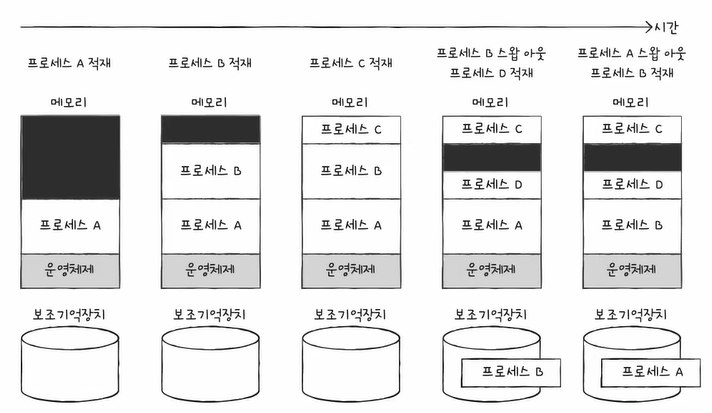 시간
프로세스 A 적재
프로세스 B 적재
프로세스 C 적재
프로세스 B 스왑 아웃
프로세스 D 적재
프로세스 A 스왑 아웃
프로세스 B 적재
메모리
메모리
메모리
메모리
메모리
프로세스 A
운영체제
프로세스 B
프로세스 A
운영체제
프로세스 C
프로세스 B
프로세스 A
운영체제
프로세스 C
프로세스 D
프로세스 A
운영체제
프로세스 C
프로세스 D
프로세스 B
운영체제
보조기억장치
보조기억장치
보조기억장치
보조기억장치
보조기억장치
프로세스 B
프로세스 A